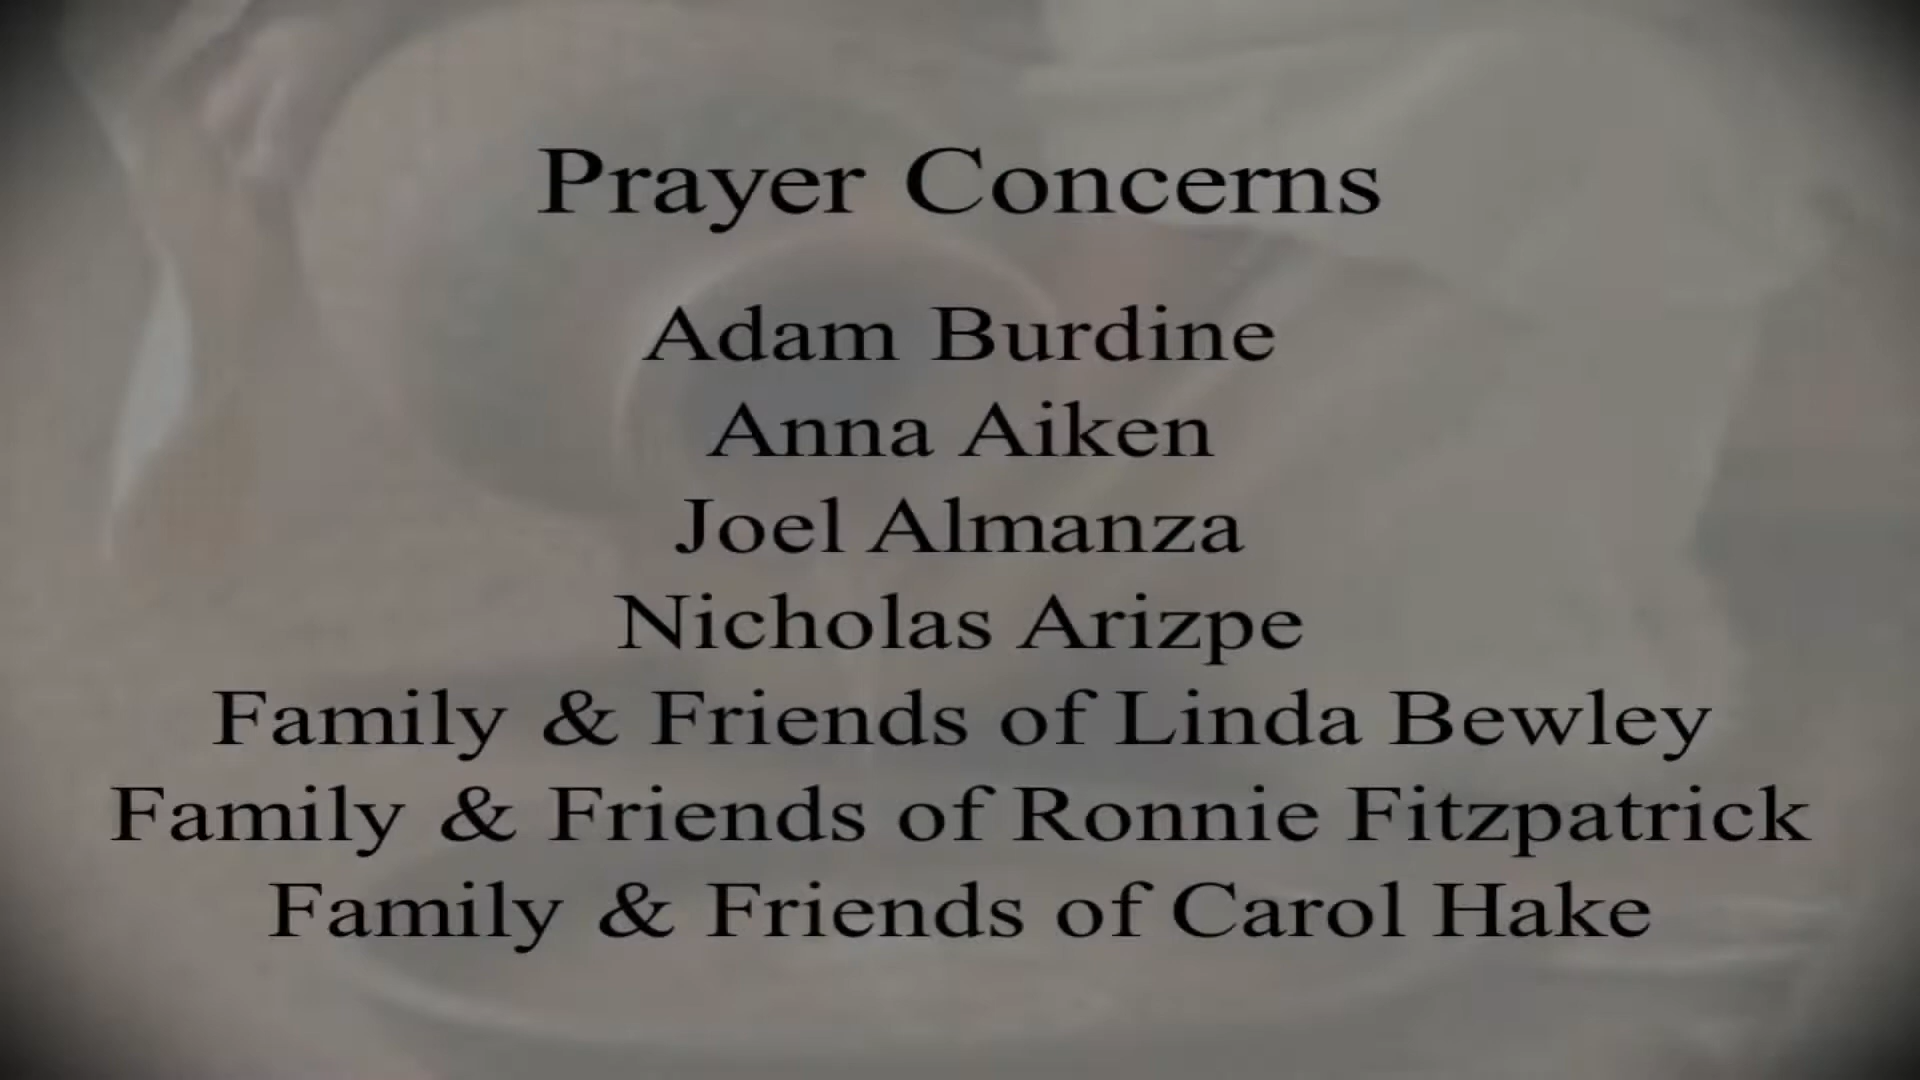 Prayer Concerns
Adam Burdine
Anna Aiken
Joel Almanza
Nicholas Arizpe
Family & Friends of Linda Bewley
Family & Friends of Ronnie Fitzpatrick
Family & Friends of Carol Hake